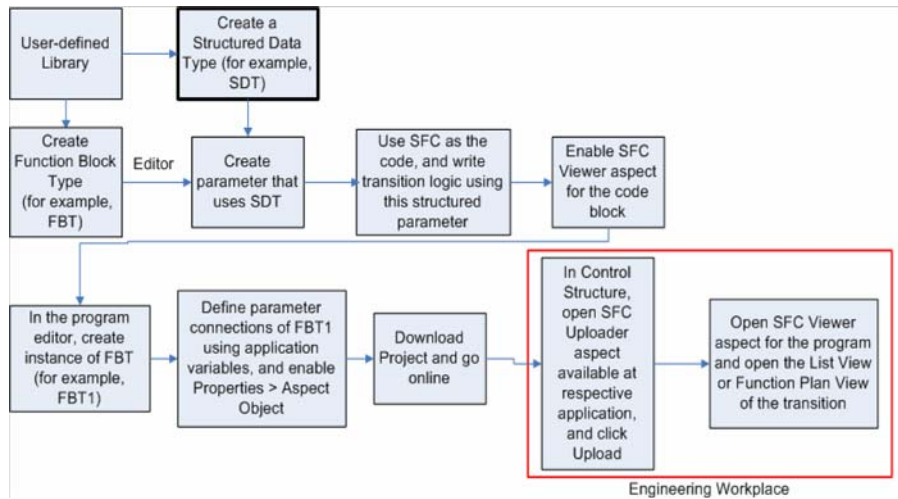 User-defined
Library
Create a
Structured Data
Type (for example,
SDT)
Create
Function Block
Type
(for example,
FBT)
Editor
Create
parameter that
uses SDT
Use SFC as the
code, and write
transition logic using
this structured
parameter
Enable SFC
Viewer aspect
for the code
block
In the program
editor, create
instance of FBT
(for example,
FBT1)
Define parameter
connections of FBT1
using application
variables, and enable
Properties > Aspect
Object
Download
Project and go
online
In Control
Structure,
open SFC
Uploader
aspect
available at
respective
application,
and click
Upload
Open SFC Viewer
aspect for the program
and open the List View
or Function Plan View
of the transition
Engineering Workplace